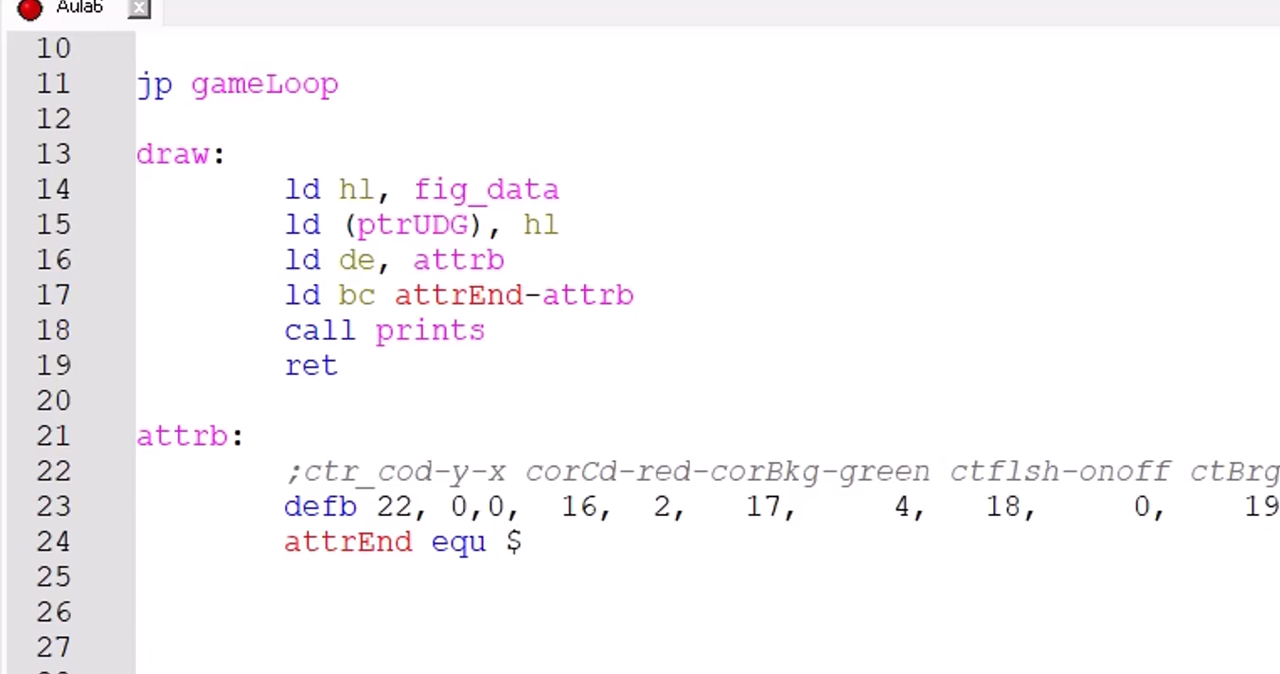 Aula6 x
10
11 jp gameLoop
12
13 draw:
14 ld hl, fig_data
15 ld (ptrUDG), hl
16 ld de, attrb
17 ld bc attrEnd-attrb
18 call prints
19 ret
20
21 attrb:
22 ;ctr_cod-y-x corCd-red-corBkg-green ctflsh-onoff ctBrg
23 defb 22, 0,0, 16, 2, 17, 4, 18, 0, 19
24 attrEnd equ $
25
26
27